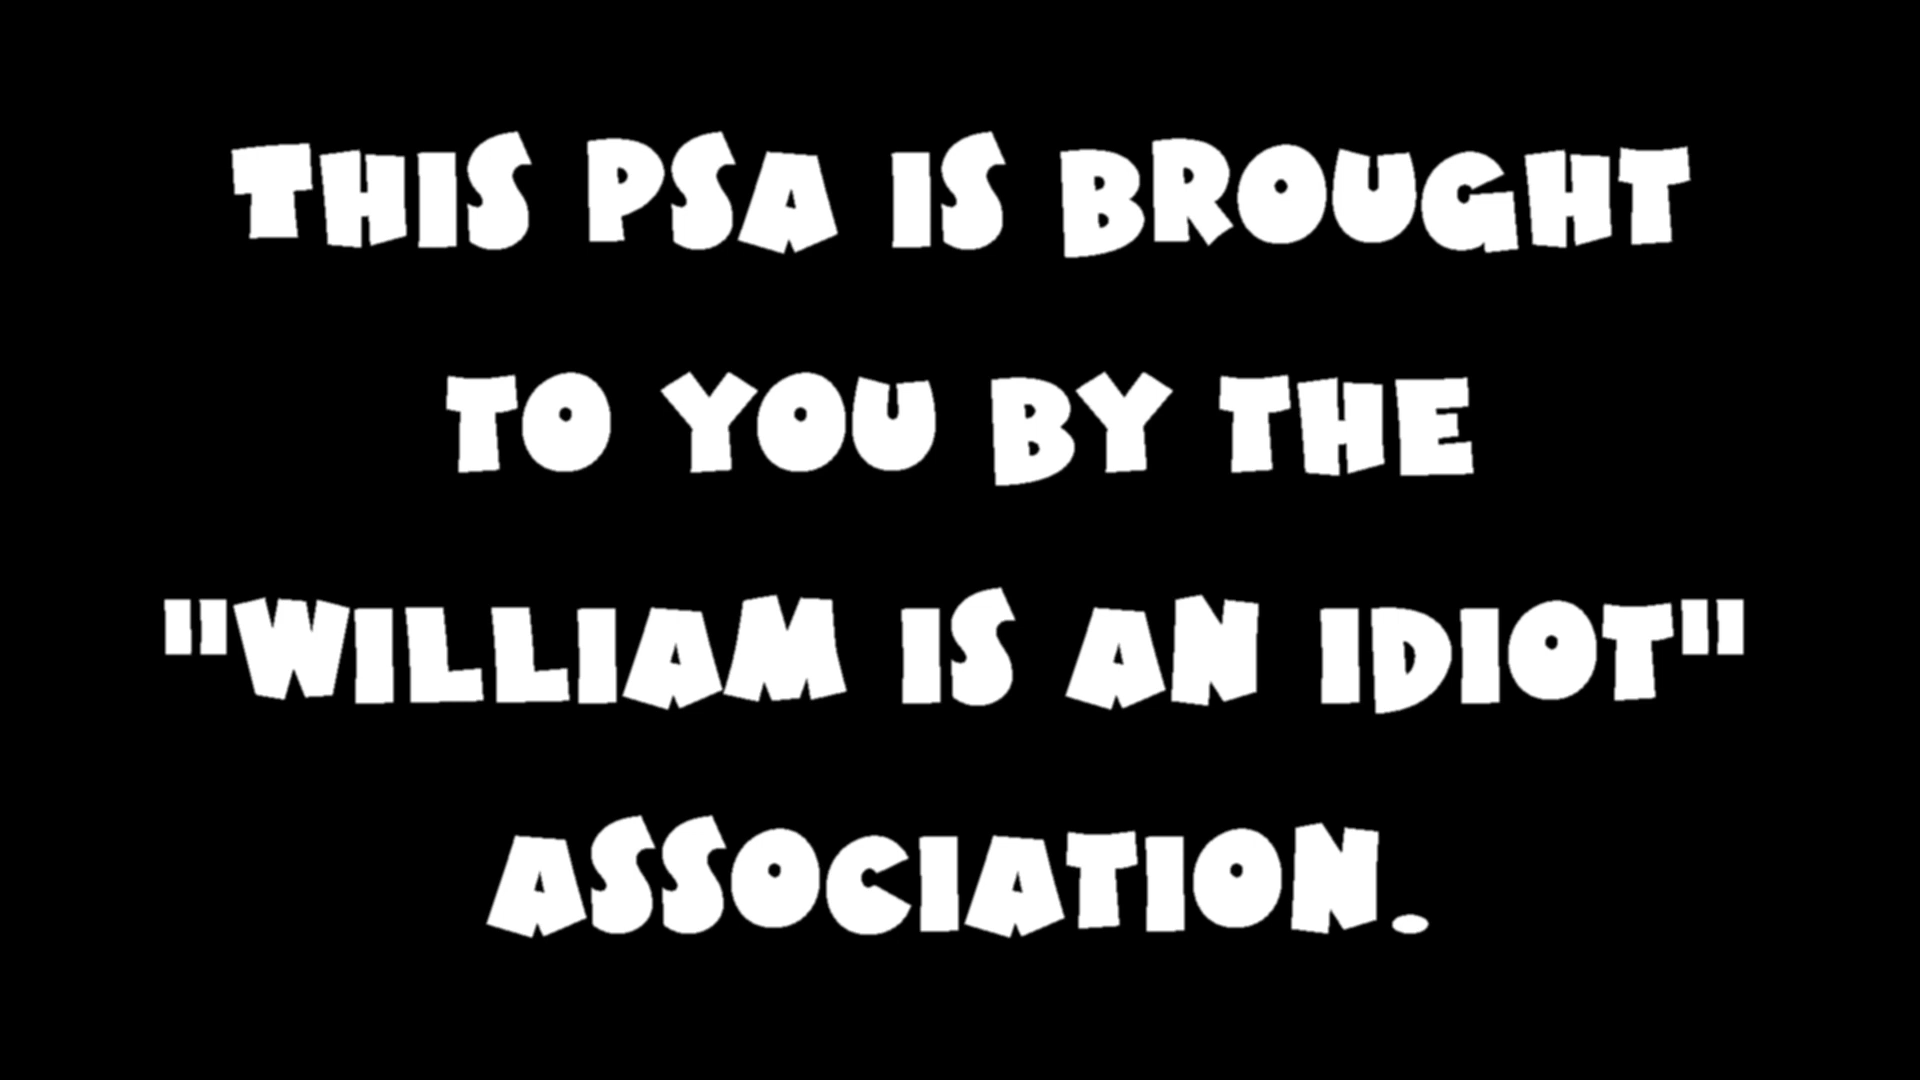 THIS PSA IS BROUGHT
TO YOU BY THE
"WILLIAM IS AN IDIOT"
ASSOCIATION.